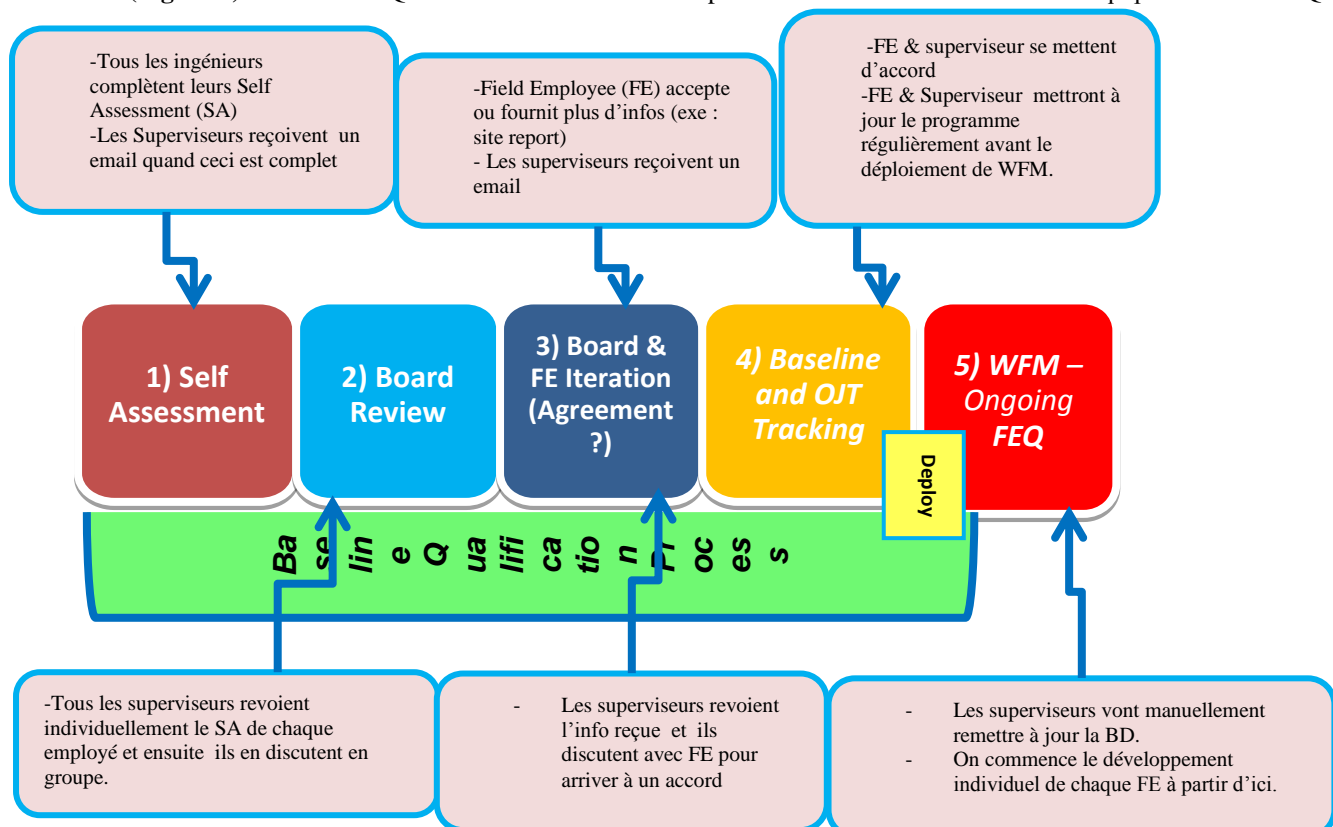 -Tous les ingénieurs
complètent leurs Self
Assessment (SA)
-Les Superviseurs reçoivent un
email quand ceci est complet
-Field Employee (FE) accepte
ou fournit plus d’infos (exe :
site report)
- Les superviseurs reçoivent un
email
-FE & superviseur se mettent
d’accord
-FE & Superviseur mettront à
jour le programme
régulièrement avant le
déploiement de WFM.
1) Self
Assessment
2) Board
Review
3) Board &
FE Iteration
(Agreement
?)
4) Baseline
and OJT
Tracking
5) WFM –
Ongoing
FEQ
Deploy
Ba
se
lin
e
Q
ua
lifi
ca
tio
n
Pr
oc
es
s
-Tous les superviseurs revoient
individuellement le SA de chaque
employé et ensuite ils en discutent en
groupe.
- Les superviseurs revoient
l’info reçue et ils
discutent avec FE pour
arriver à un accord
- Les superviseurs vont manuellement
remettre à jour la BD.
- On commence le développement
individuel de chaque FE à partir d’ici.